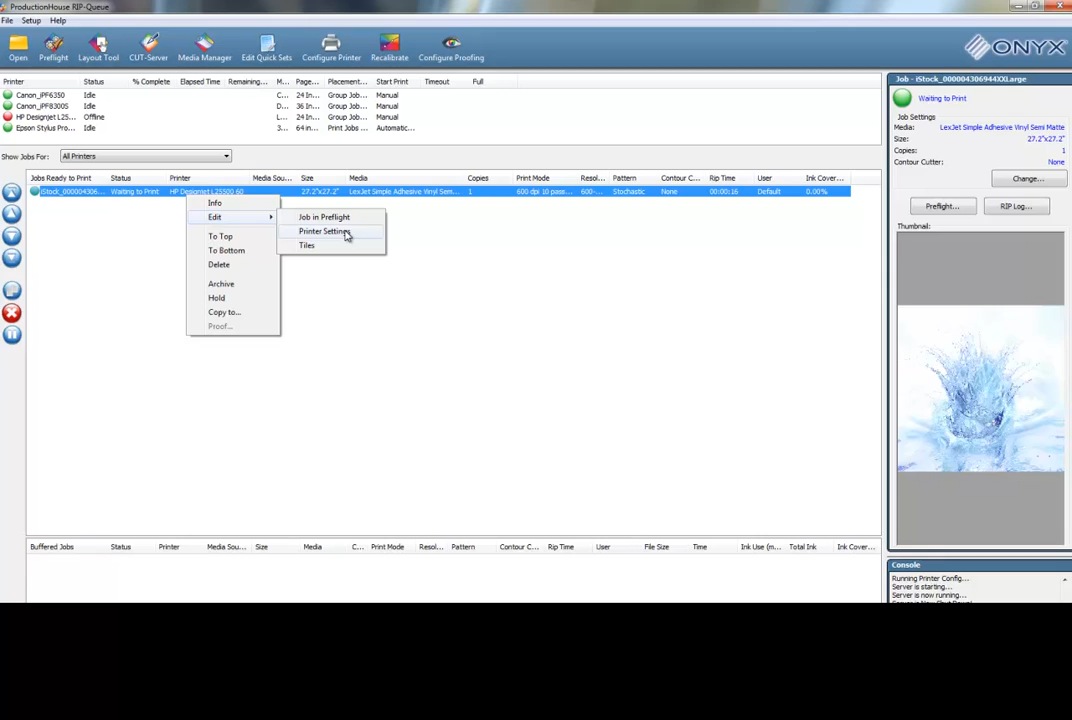 ProductionHouse RIP-Queue
File Setup Help
Open Preflight Layout Tool CUT-Server Media Manager Edit Quick Sets Configure Printer Recalibrate Configure Proofing
ONYX
Printer Status % Complete Elapsed Time Remaining... M... Page... Placement... Start Print Timeout Full
Canon_iPF6350 Idle C... 24 In... Group Job... Manual
Canon_iPF8300S Idle D... 36 In... Group Job... Manual
HP Designjet L25... Offline L... 24 In... Group Job... Manual
Epson Stylus Pro... Idle 3... 64 in... Print Jobs ... Automatic...
Show Jobs For: All Printers
Jobs Ready to Print Status Printer Media Sou... Size Media Copies Print Mode Resol... Pattern Contour C... Rip Time User Ink Cover...
iStock_000004306... Waiting to Print HP Designjet L25500 60 27.2"x27.2" LexJet Simple Adhesive Vinyl Sem... 1 600 dpi 10 pass... 600-... Stochastic None 00:00:16 Default 0.00%
Info
Edit
To Top
To Bottom
Delete
Archive
Hold
Copy to...
Proof...
Job in Preflight
Printer Settings
Tiles
Buffered Jobs Status Printer Media Sou... Size Media C... Print Mode Resol... Pattern Contour C... Rip Time User File Size Time Ink Use (m... Total Ink Ink Cover...
Job - iStock_000004306944XXLarge
Waiting to Print
Job Settings
Media: LexJet Simple Adhesive Vinyl Semi Matte
Size: 27.2"x27.2"
Copies: 1
Contour Cutter: None
Change...
Preflight... RIP Log...
Thumbnail:
Console
Running Printer Config...
Server is starting...
Server is now running...